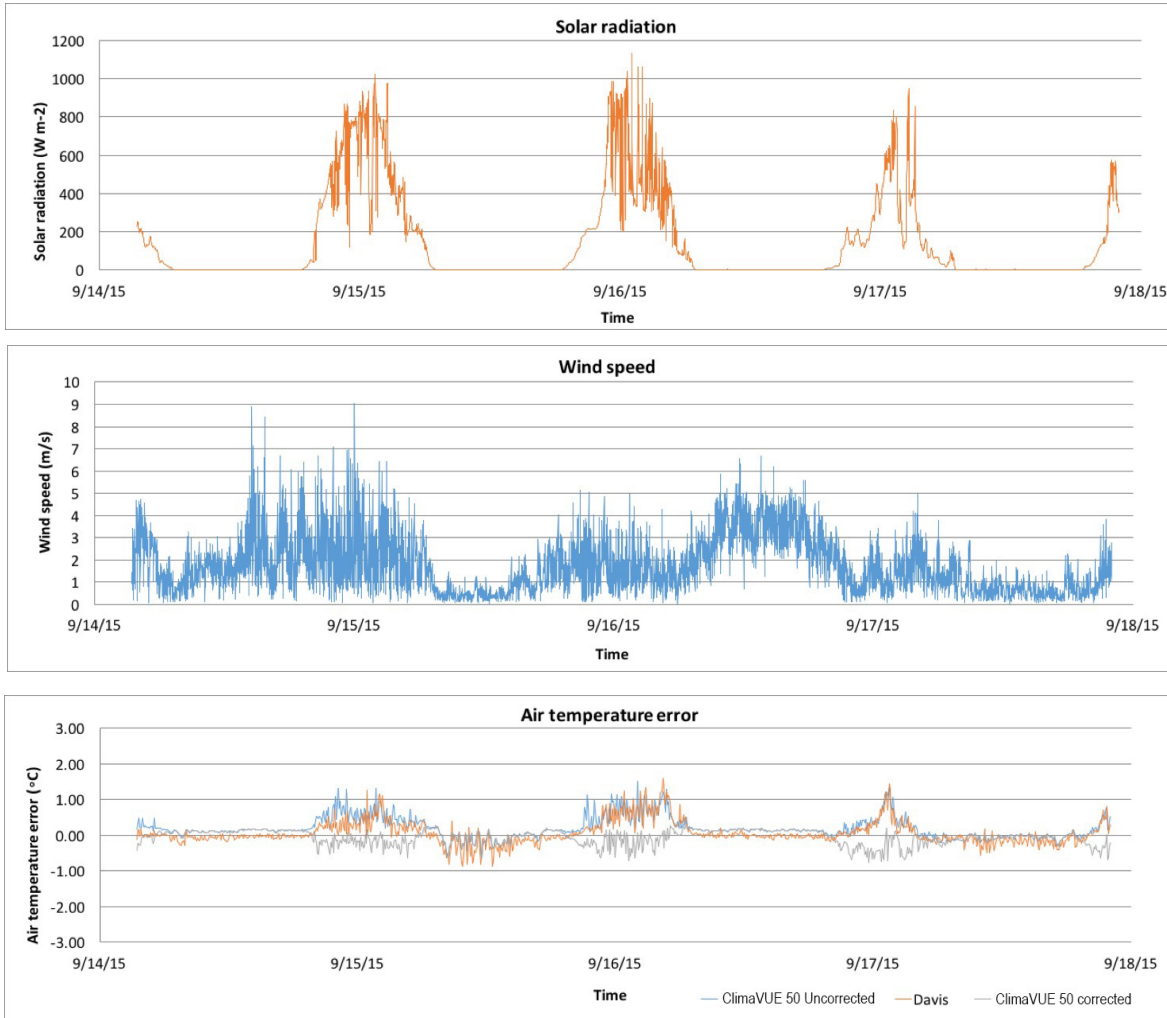 Solar radiation
1200
1000
800
600
400
200
0
Solar radiation (W m-2)
9/14/15 9/15/15 9/16/15 9/17/15 9/18/15
Time
Wind speed
10
9
8
7
6
5
4
3
2
1
0
Wind speed (m/s)
9/14/15 9/15/15 9/16/15 9/17/15 9/18/15
Time
Air temperature error
3.00
2.00
1.00
0.00
-1.00
-2.00
-3.00
Air temperature error (°C)
9/14/15 9/15/15 9/16/15 9/17/15 9/18/15
Time
ClimaVUE 50 Uncorrected Davis ClimaVUE 50 corrected